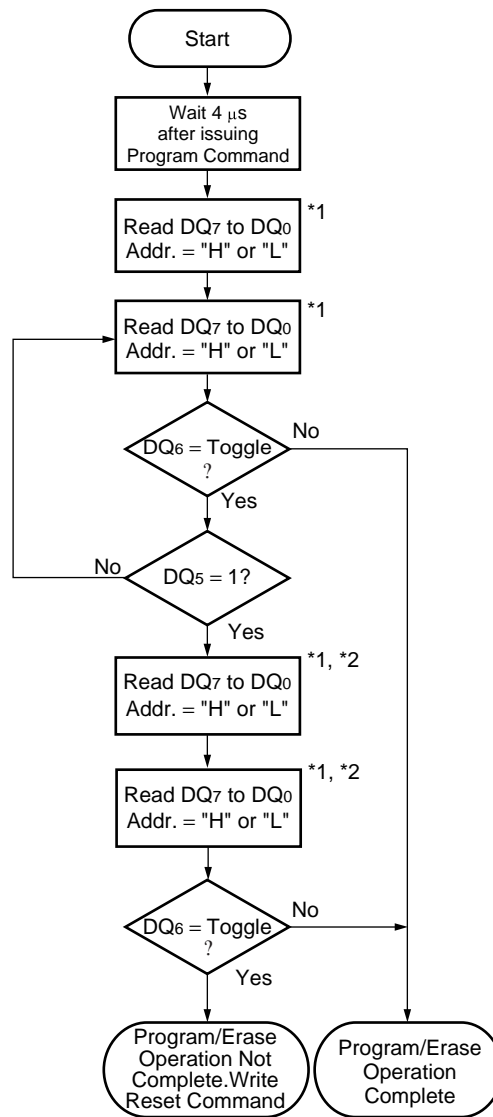 Start
Wait 4 μs
after issuing
Program Command
Read DQ7 to DQ0
Addr. = "H" or "L"
*1
Read DQ7 to DQ0
Addr. = "H" or "L"
*1
DQ6 = Toggle
?
No
Yes
DQ5 = 1?
No
Yes
Read DQ7 to DQ0
Addr. = "H" or "L"
*1, *2
Read DQ7 to DQ0
Addr. = "H" or "L"
*1, *2
DQ6 = Toggle
?
No
Yes
Program/Erase
Operation Not
Complete.Write
Reset Command
Program/Erase
Operation
Complete